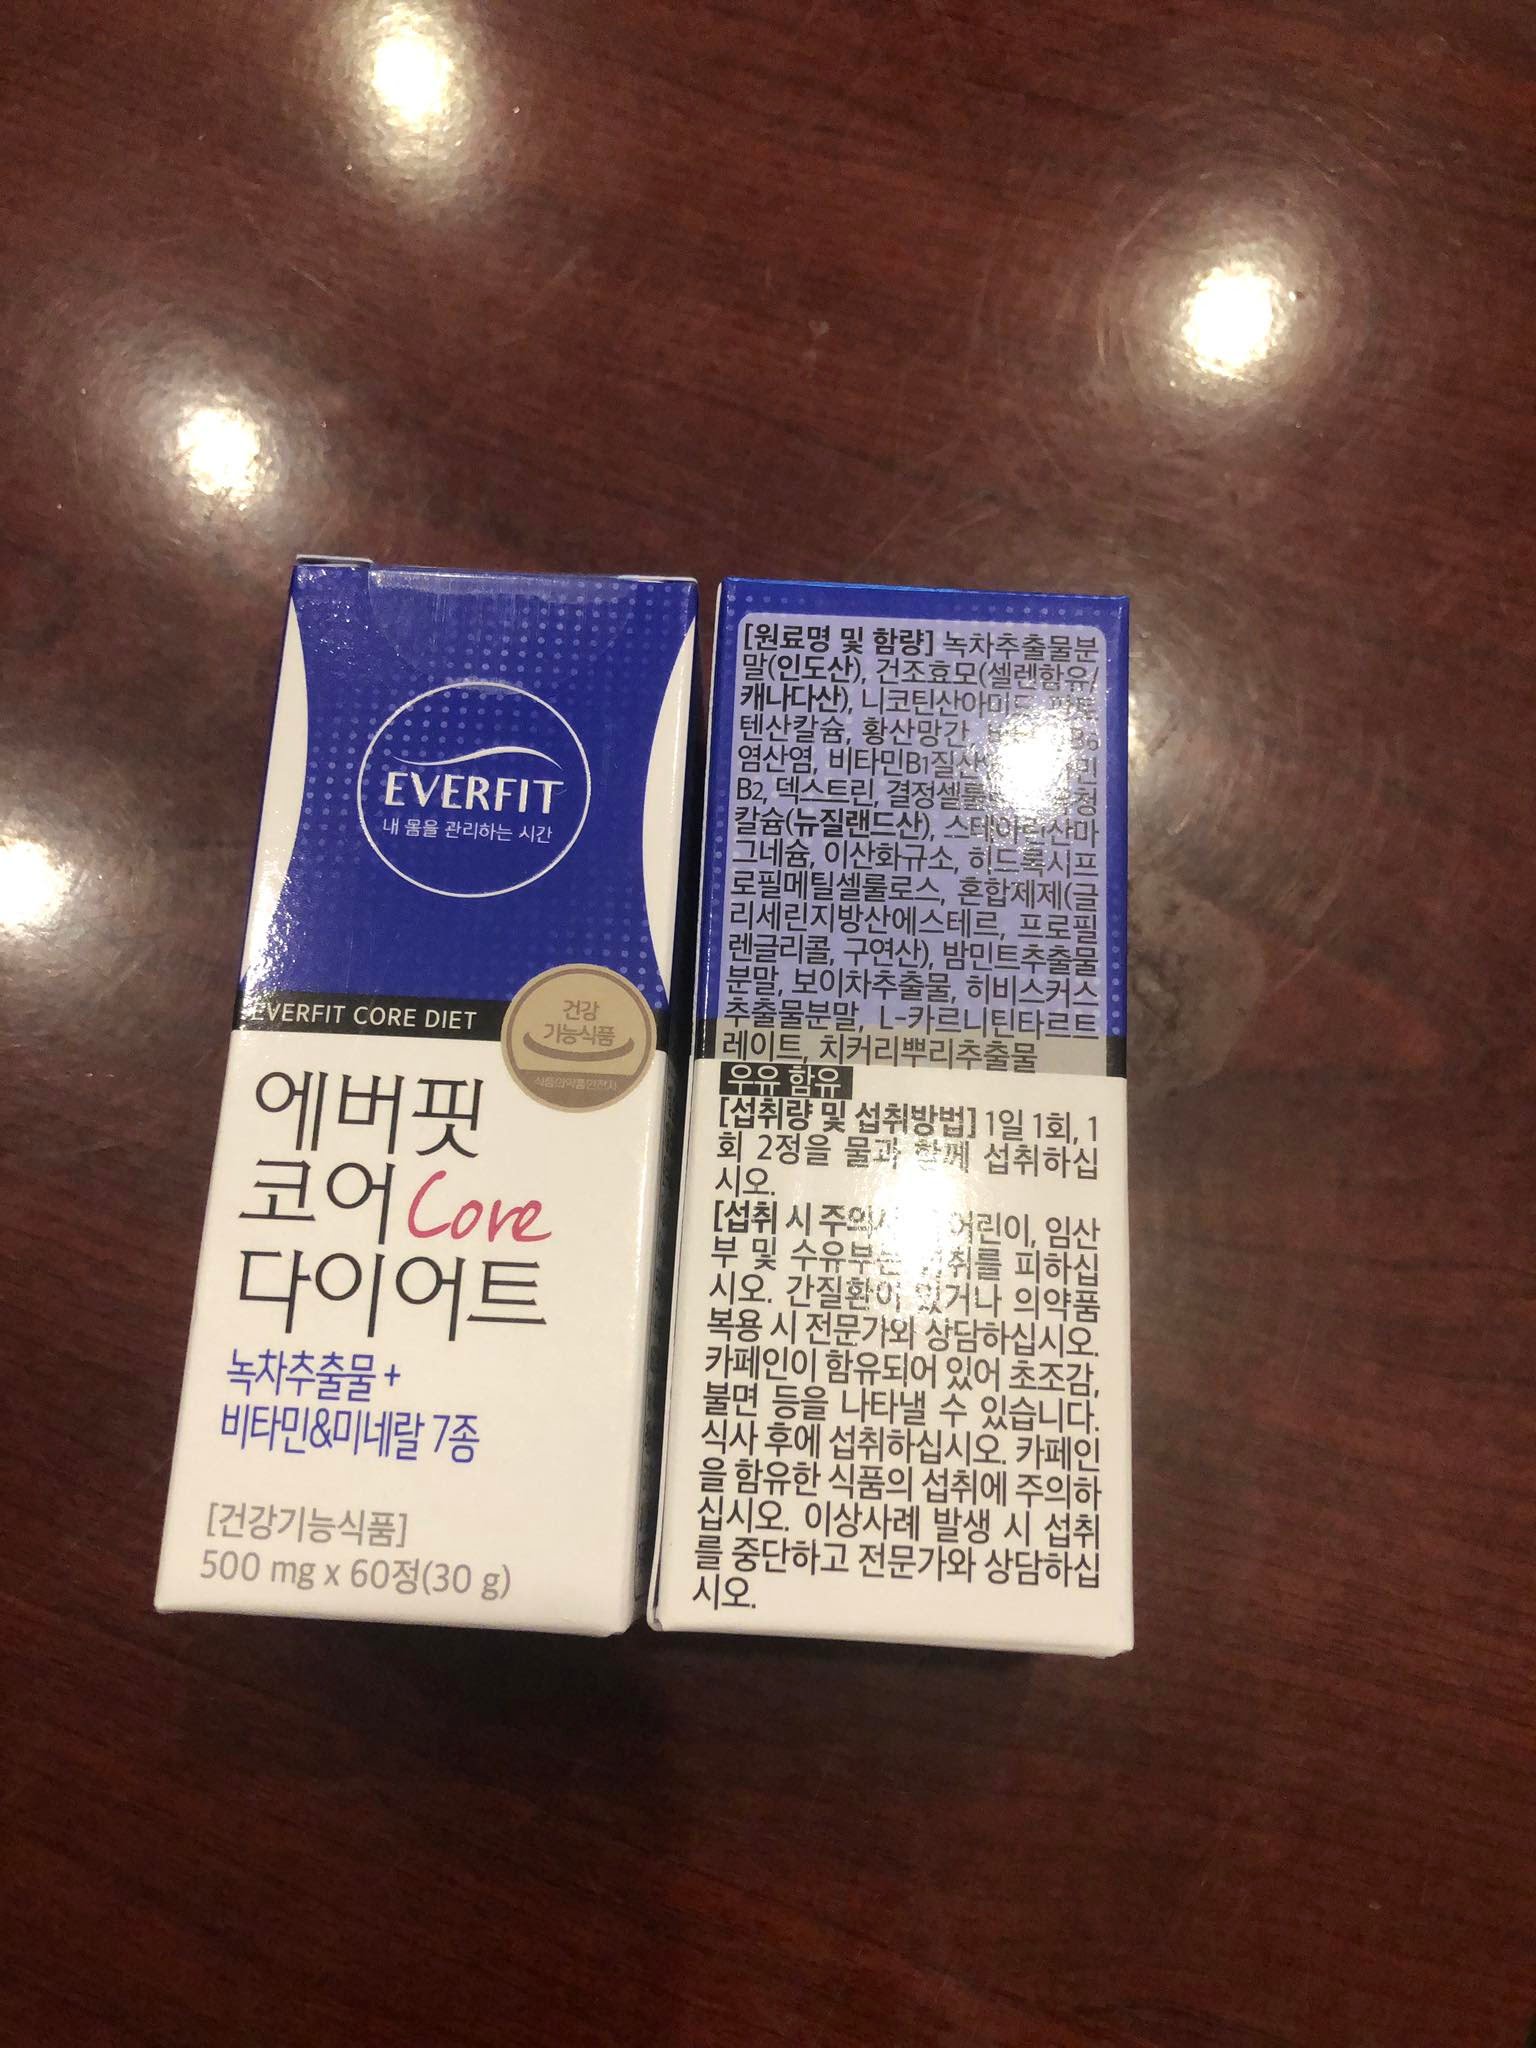 EVERFIT
내 몸을 관리하는 시간
EVERFIT CORE DIET
건강
기능식품
식품의약품안전처
에버핏
코어 Core
다이어트
녹차추출물 +
비타민&미네랄 7종
[건강기능식품]
500 mg x 60정(30 g)
[원료명 및 함량] 녹차추출물분
말(인도산), 건조효모(셀렌함유/
캐나다산), 니코틴산아미드,
텐산칼슘, 황산망간,
염산염, 비타민B1질산
B2, 덱스트린, 결정셀룰
칼슘(뉴질랜드산), 스테아린산마
그네슘, 이산화규소, 히드록시프
로필메틸셀룰로스, 혼합제제(글
리세린지방산에스테르, 프로필
렌글리콜, 구연산), 밤민트추출물
분말, 보이차추출물, 히비스커스
추출물분말, L-카르니틴타르트
레이트, 치커리뿌리추출물
우유 함유
[섭취량 및 섭취방법] 1일 1회, 1
회 2정을 물과 함께 섭취하십
시오.
[섭취 시 주의 어린이, 임산
부 및 수유부는 섭취를 피하십
시오. 간질환이 있거나 의약품
복용 시 전문가와 상담하십시오.
카페인이 함유되어 있어 초조감,
불면 등을 나타낼 수 있습니다.
식사 후에 섭취하십시오. 카페인
을 함유한 식품의 섭취에 주의하
십시오. 이상사례 발생 시 섭취
를 중단하고 전문가와 상담하십
시오.